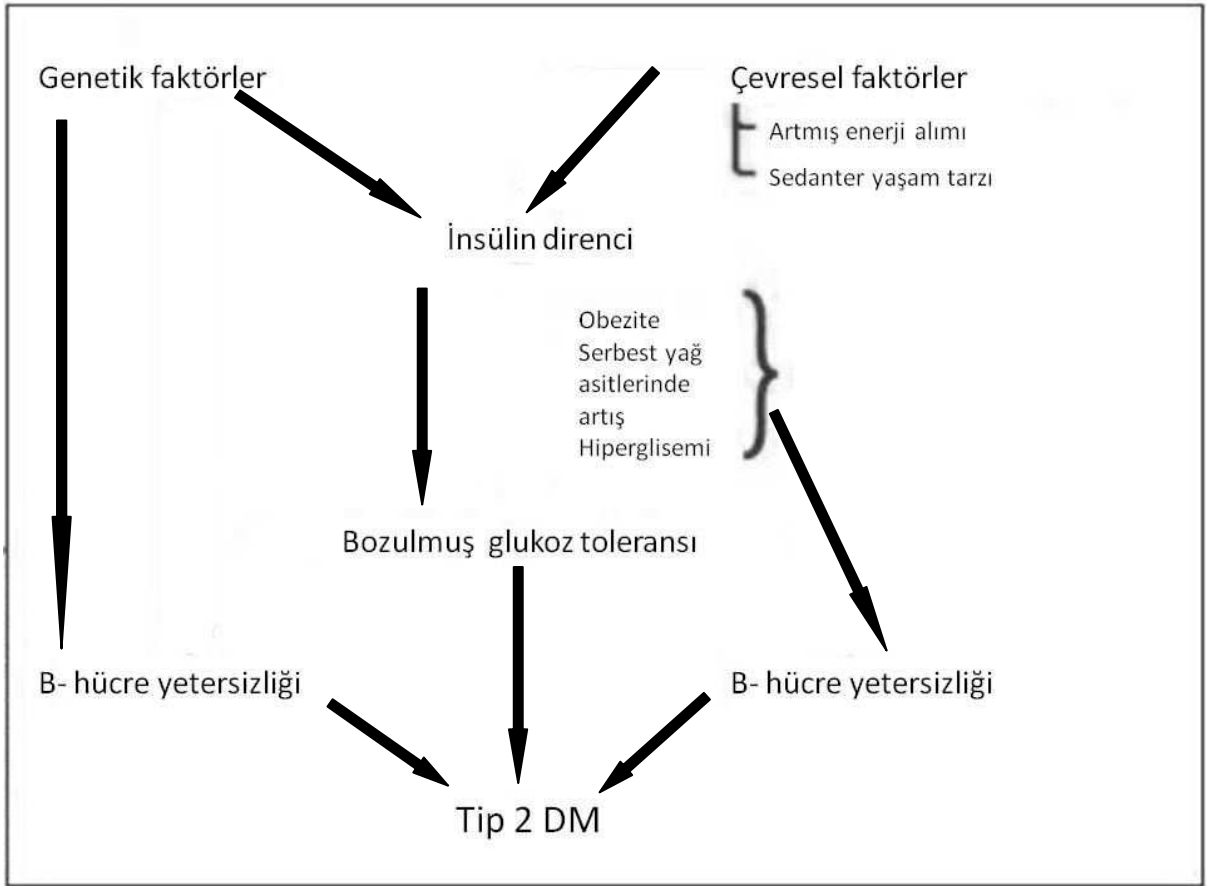 Genetik faktörler
Çevresel faktörler
Artmış enerji alımı
Sedanter yaşam tarzı
İnsülin direnci
Obezite
Serbest yağ
asitlerinde
artış
Hiperglisemi
Bozulmuş glukoz toleransı
B- hücre yetersizliği
B- hücre yetersizliği
Tip 2 DM